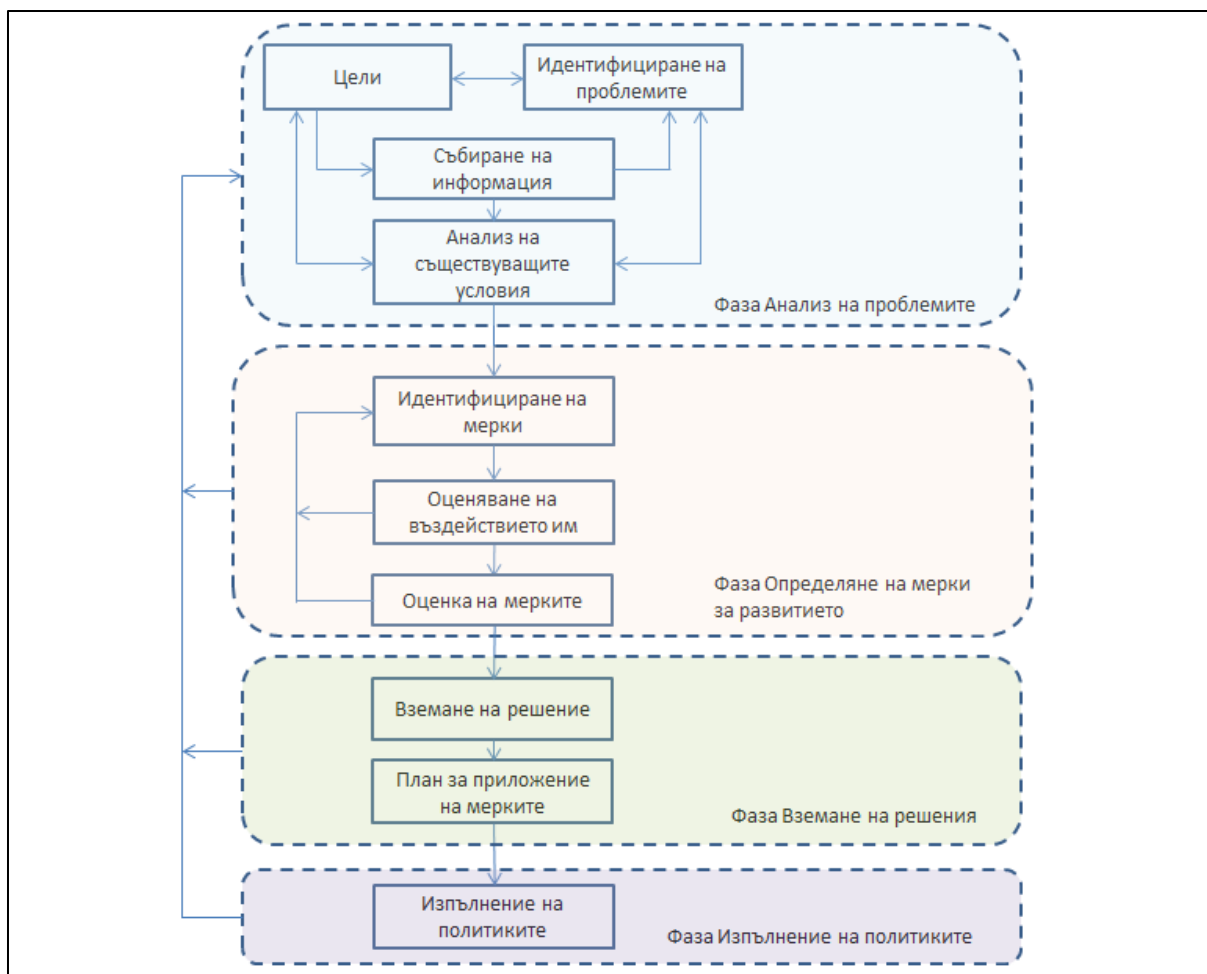 Цели
Идентифициране на
проблемите
Събиране на
информация
Анализ на
съществуващите
условия
Фаза Анализ на проблемите
Идентифициране на
мерки
Оценяване на
въздействието им
Оценка на мерките
Фаза Определяне на мерки
за развитието
Вземане на решение
План за приложение
на мерките
Фаза Вземане на решения
Изпълнение на
политиките
Фаза Изпълнение на политиките